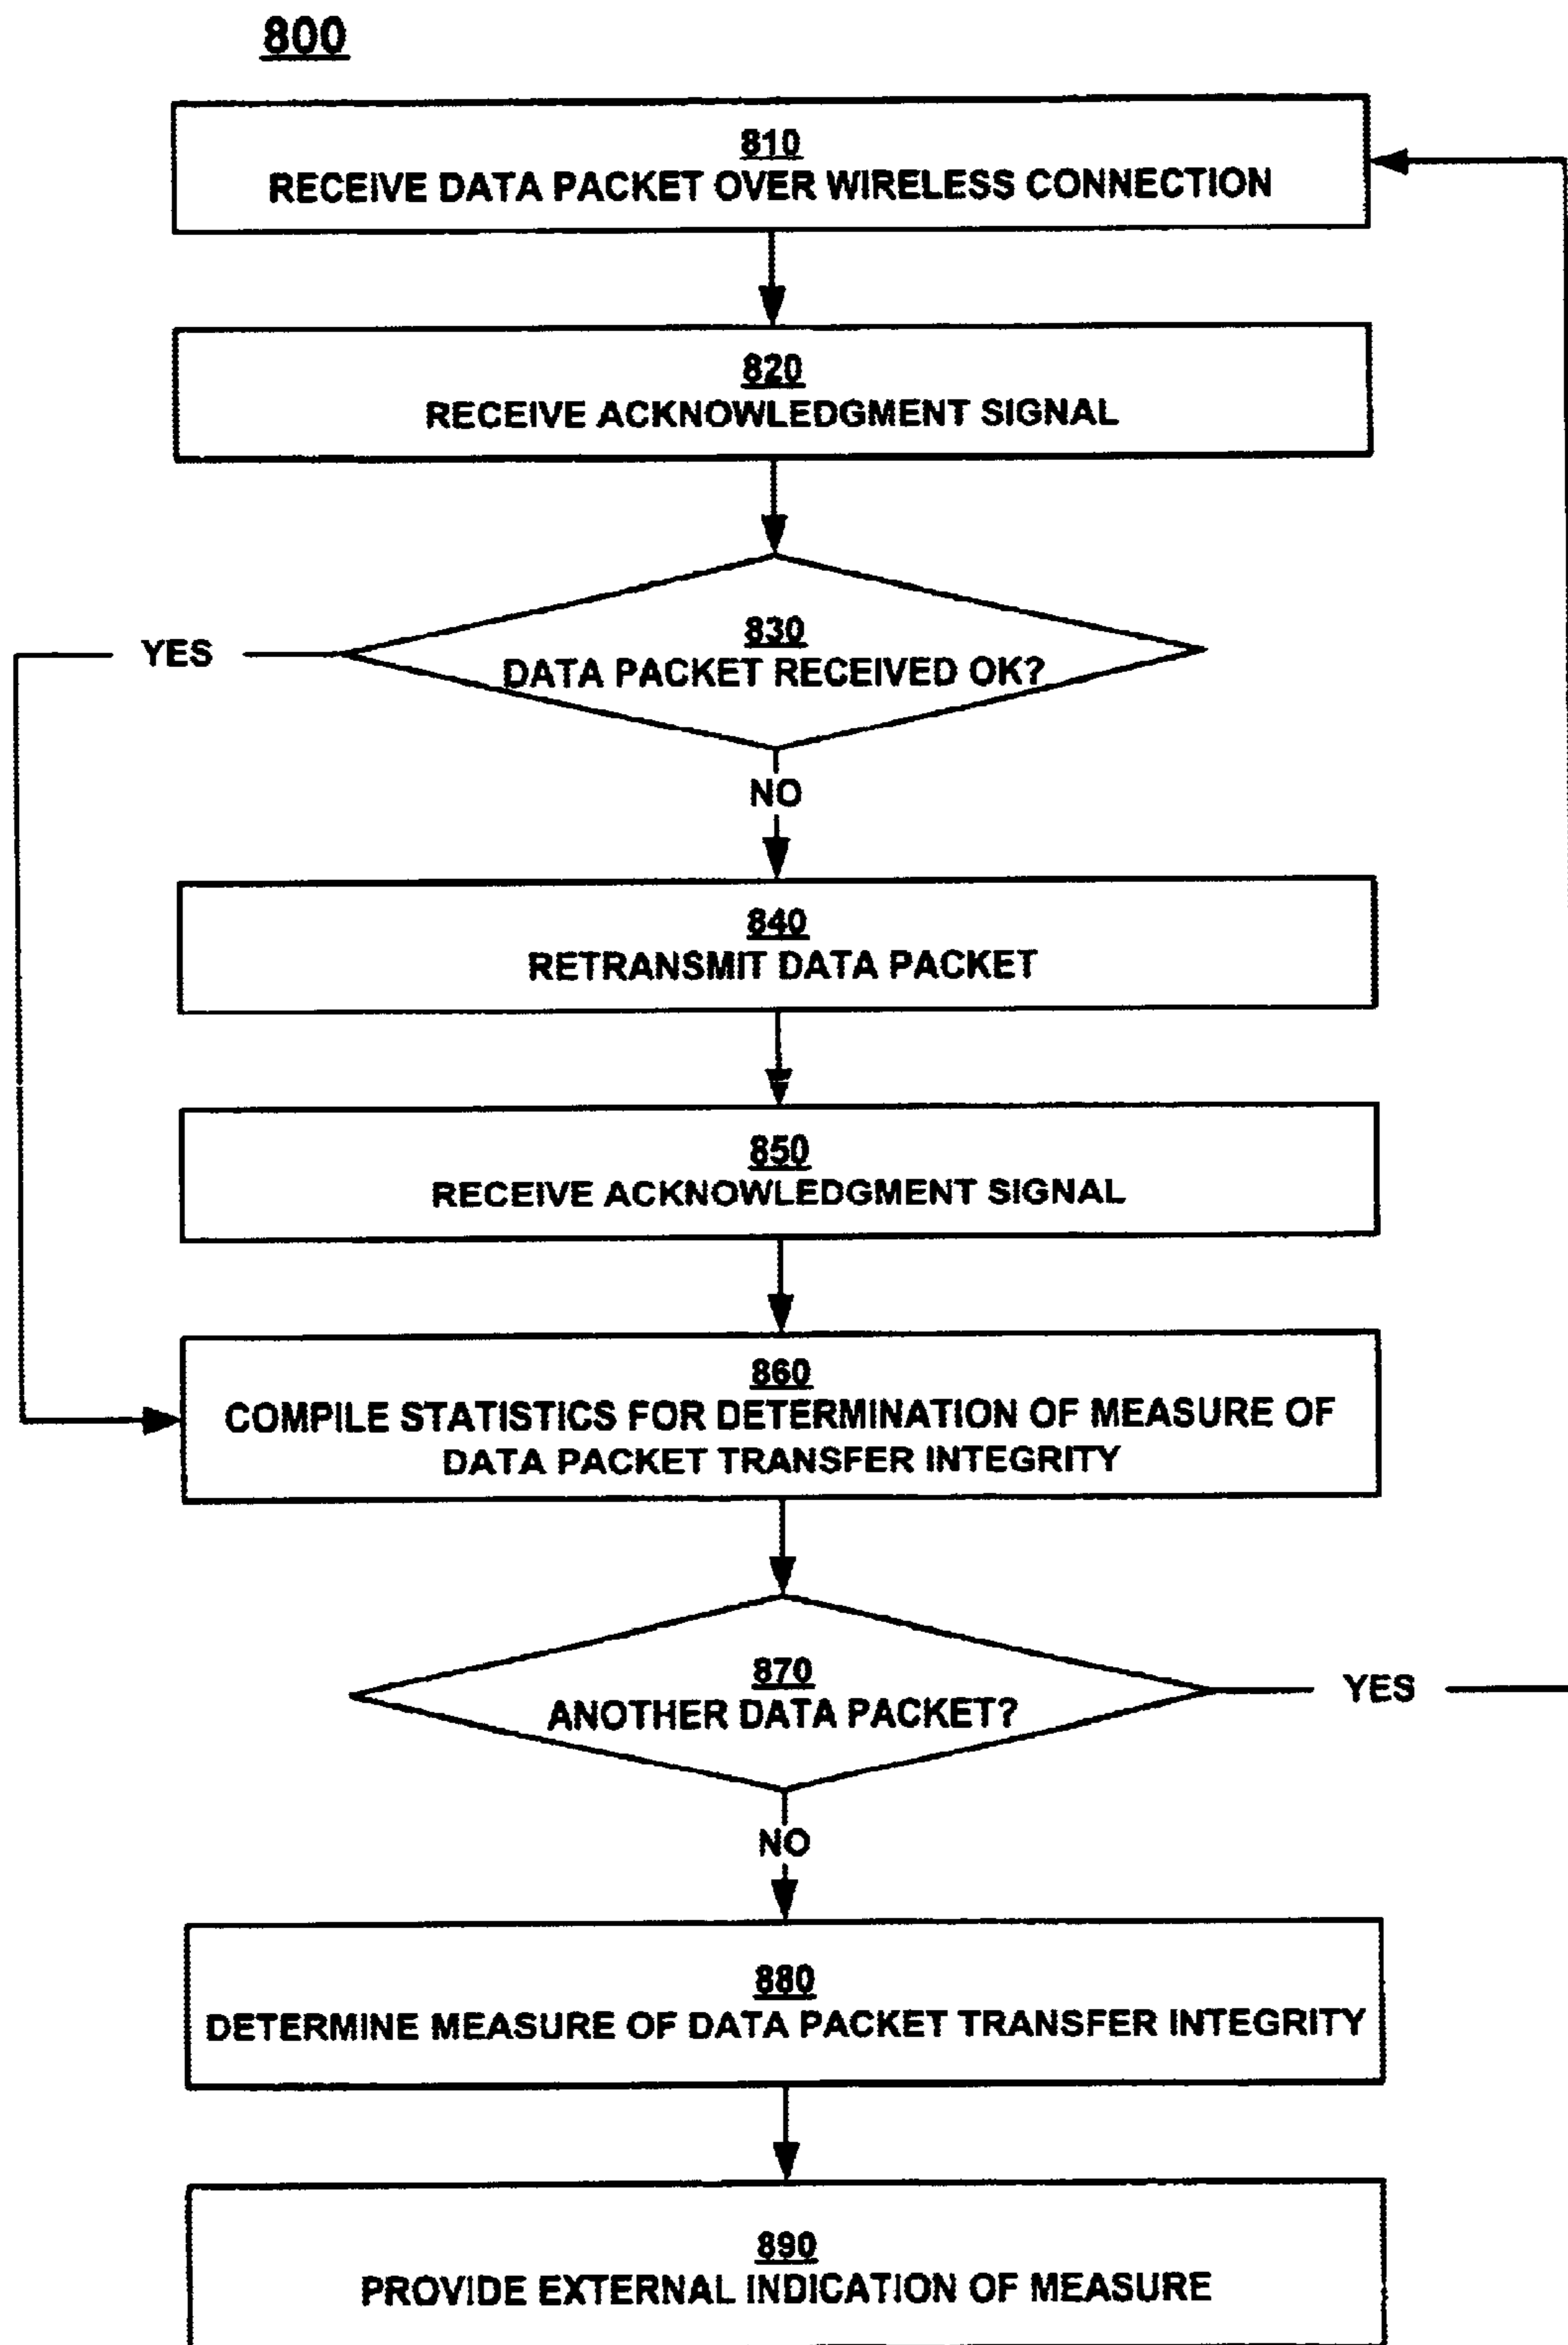 800
810
RECEIVE DATA PACKET OVER WIRELESS CONNECTION
820
RECEIVE ACKNOWLEDGMENT SIGNAL
830
YES
DATA PACKET RECEIVED OK?
NO
840
RETRANSMIT DATA PACKET
850
RECEIVE ACKNOWLEDGMENT SIGNAL
860
COMPILE STATISTICS FOR DETERMINATION OF MEASURE OF
DATA PACKET TRANSFER INTEGRITY
870
YES
ANOTHER DATA PACKET?
NO
880
DETERMINE MEASURE OF DATA PACKET TRANSFER INTEGRITY
890
PROVIDE EXTERNAL INDICATION OF MEASURE